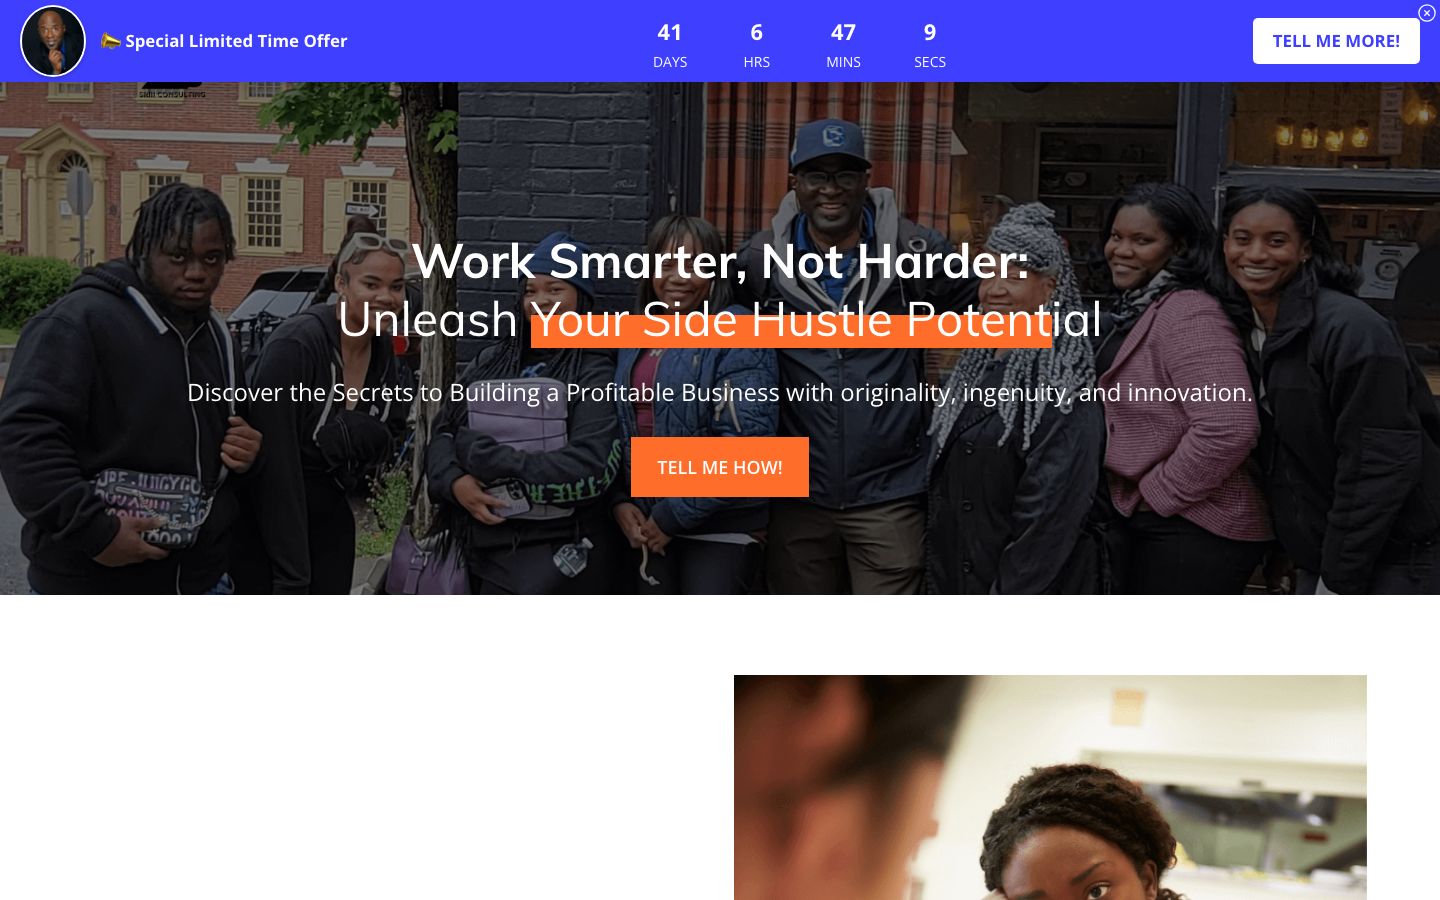 Special Limited Time Offer
41 6 47 9
DAYS HRS MINS SECS
TELL ME MORE!
CONSULTING
Work Smarter, Not Harder:
Unleash Your Side Hustle Potential
Discover the Secrets to Building a Profitable Business with originality, ingenuity, and innovation.
TELL ME HOW!